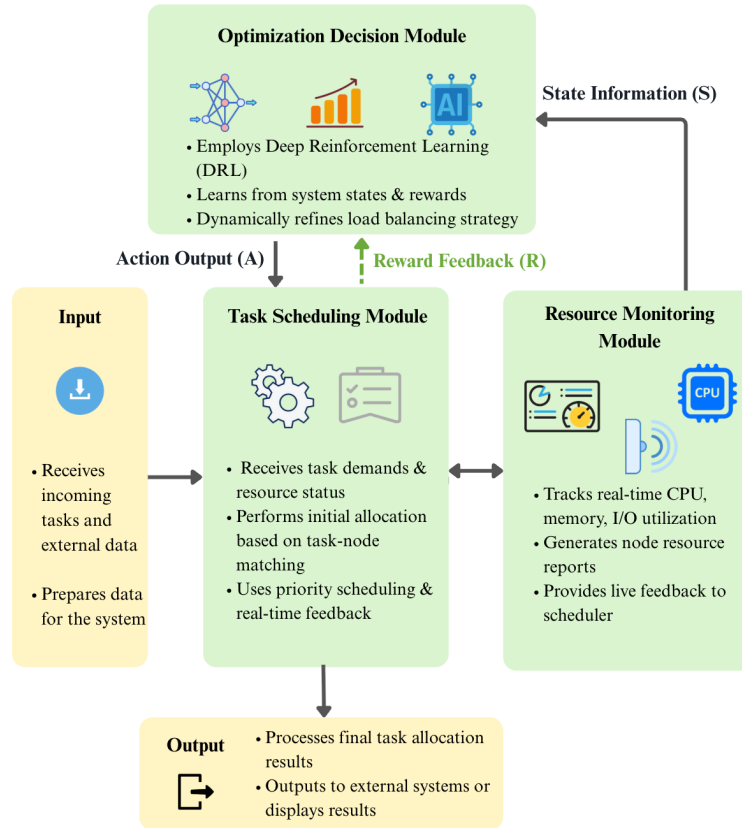 Optimization Decision Module
AI
• Employs Deep Reinforcement Learning
(DRL)
• Learns from system states & rewards
• Dynamically refines load balancing strategy
State Information (S)
Action Output (A)
Reward Feedback (R)
Input
• Receives
incoming
tasks and
external data
• Prepares data
for the system
Task Scheduling Module
• Receives task demands &
resource status
• Performs initial allocation
based on task-node
matching
• Uses priority scheduling &
real-time feedback
Resource Monitoring
Module
CPU
• Tracks real-time CPU,
memory, I/O utilization
• Generates node resource
reports
• Provides live feedback to
scheduler
Output
• Processes final task allocation
results
• Outputs to external systems or
displays results